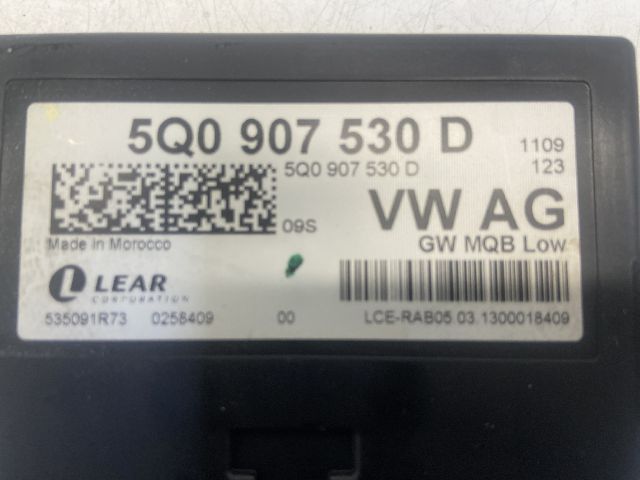 5Q0 907 530 D
1109
5Q0 907 530 D
123
09S
VW AG
Made in Morocco
GW MQB Low
LEAR
CORPORATION
535091R73 0258409 00 LCE-RAB05 03.1300018409